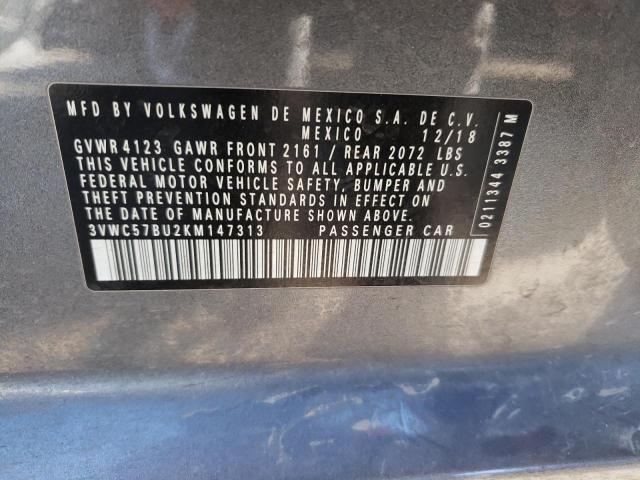 MFD BY VOLKSWAGEN DE MEXICO S.A. DE C.V.
MEXICO 12/18
GVWR 4123 GAWR FRONT 2161 / REAR 2072 LBS
THIS VEHICLE CONFORMS TO ALL APPLICABLE U.S.
FEDERAL MOTOR VEHICLE SAFETY, BUMPER AND
THEFT PREVENTION STANDARDS IN EFFECT ON
THE DATE OF MANUFACTURE SHOWN ABOVE.
3VWC57BU2KM147313 PASSENGER CAR
0211344 3387 M